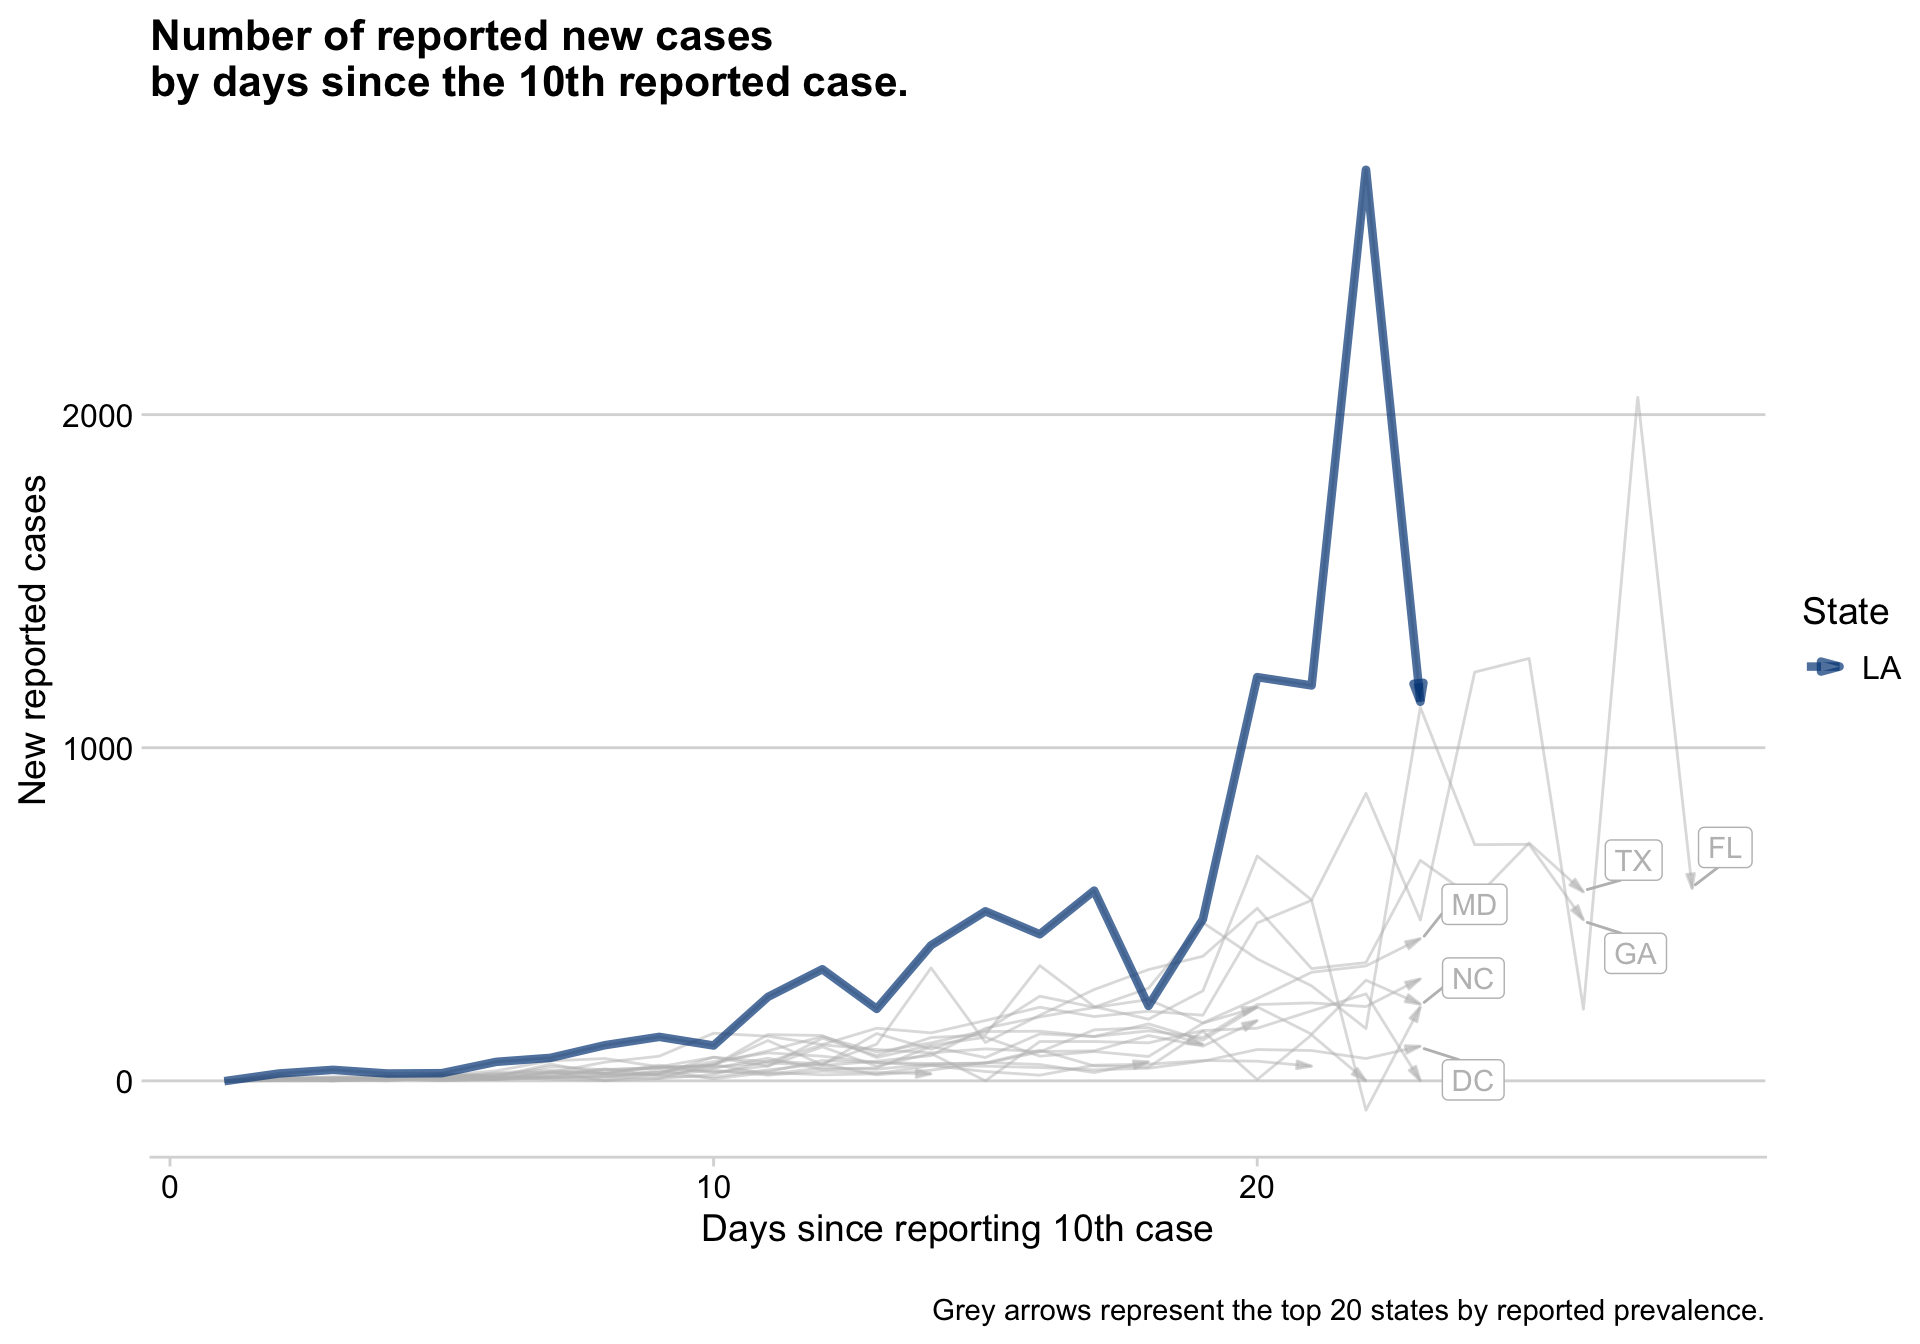 Number of reported new cases
by days since the 10th reported case.
New reported cases
2000
1000
0
TX
FL
MD
GA
NC
DC
State
LA
0
10
20
Days since reporting 10th case
Grey arrows represent the top 20 states by reported prevalence.